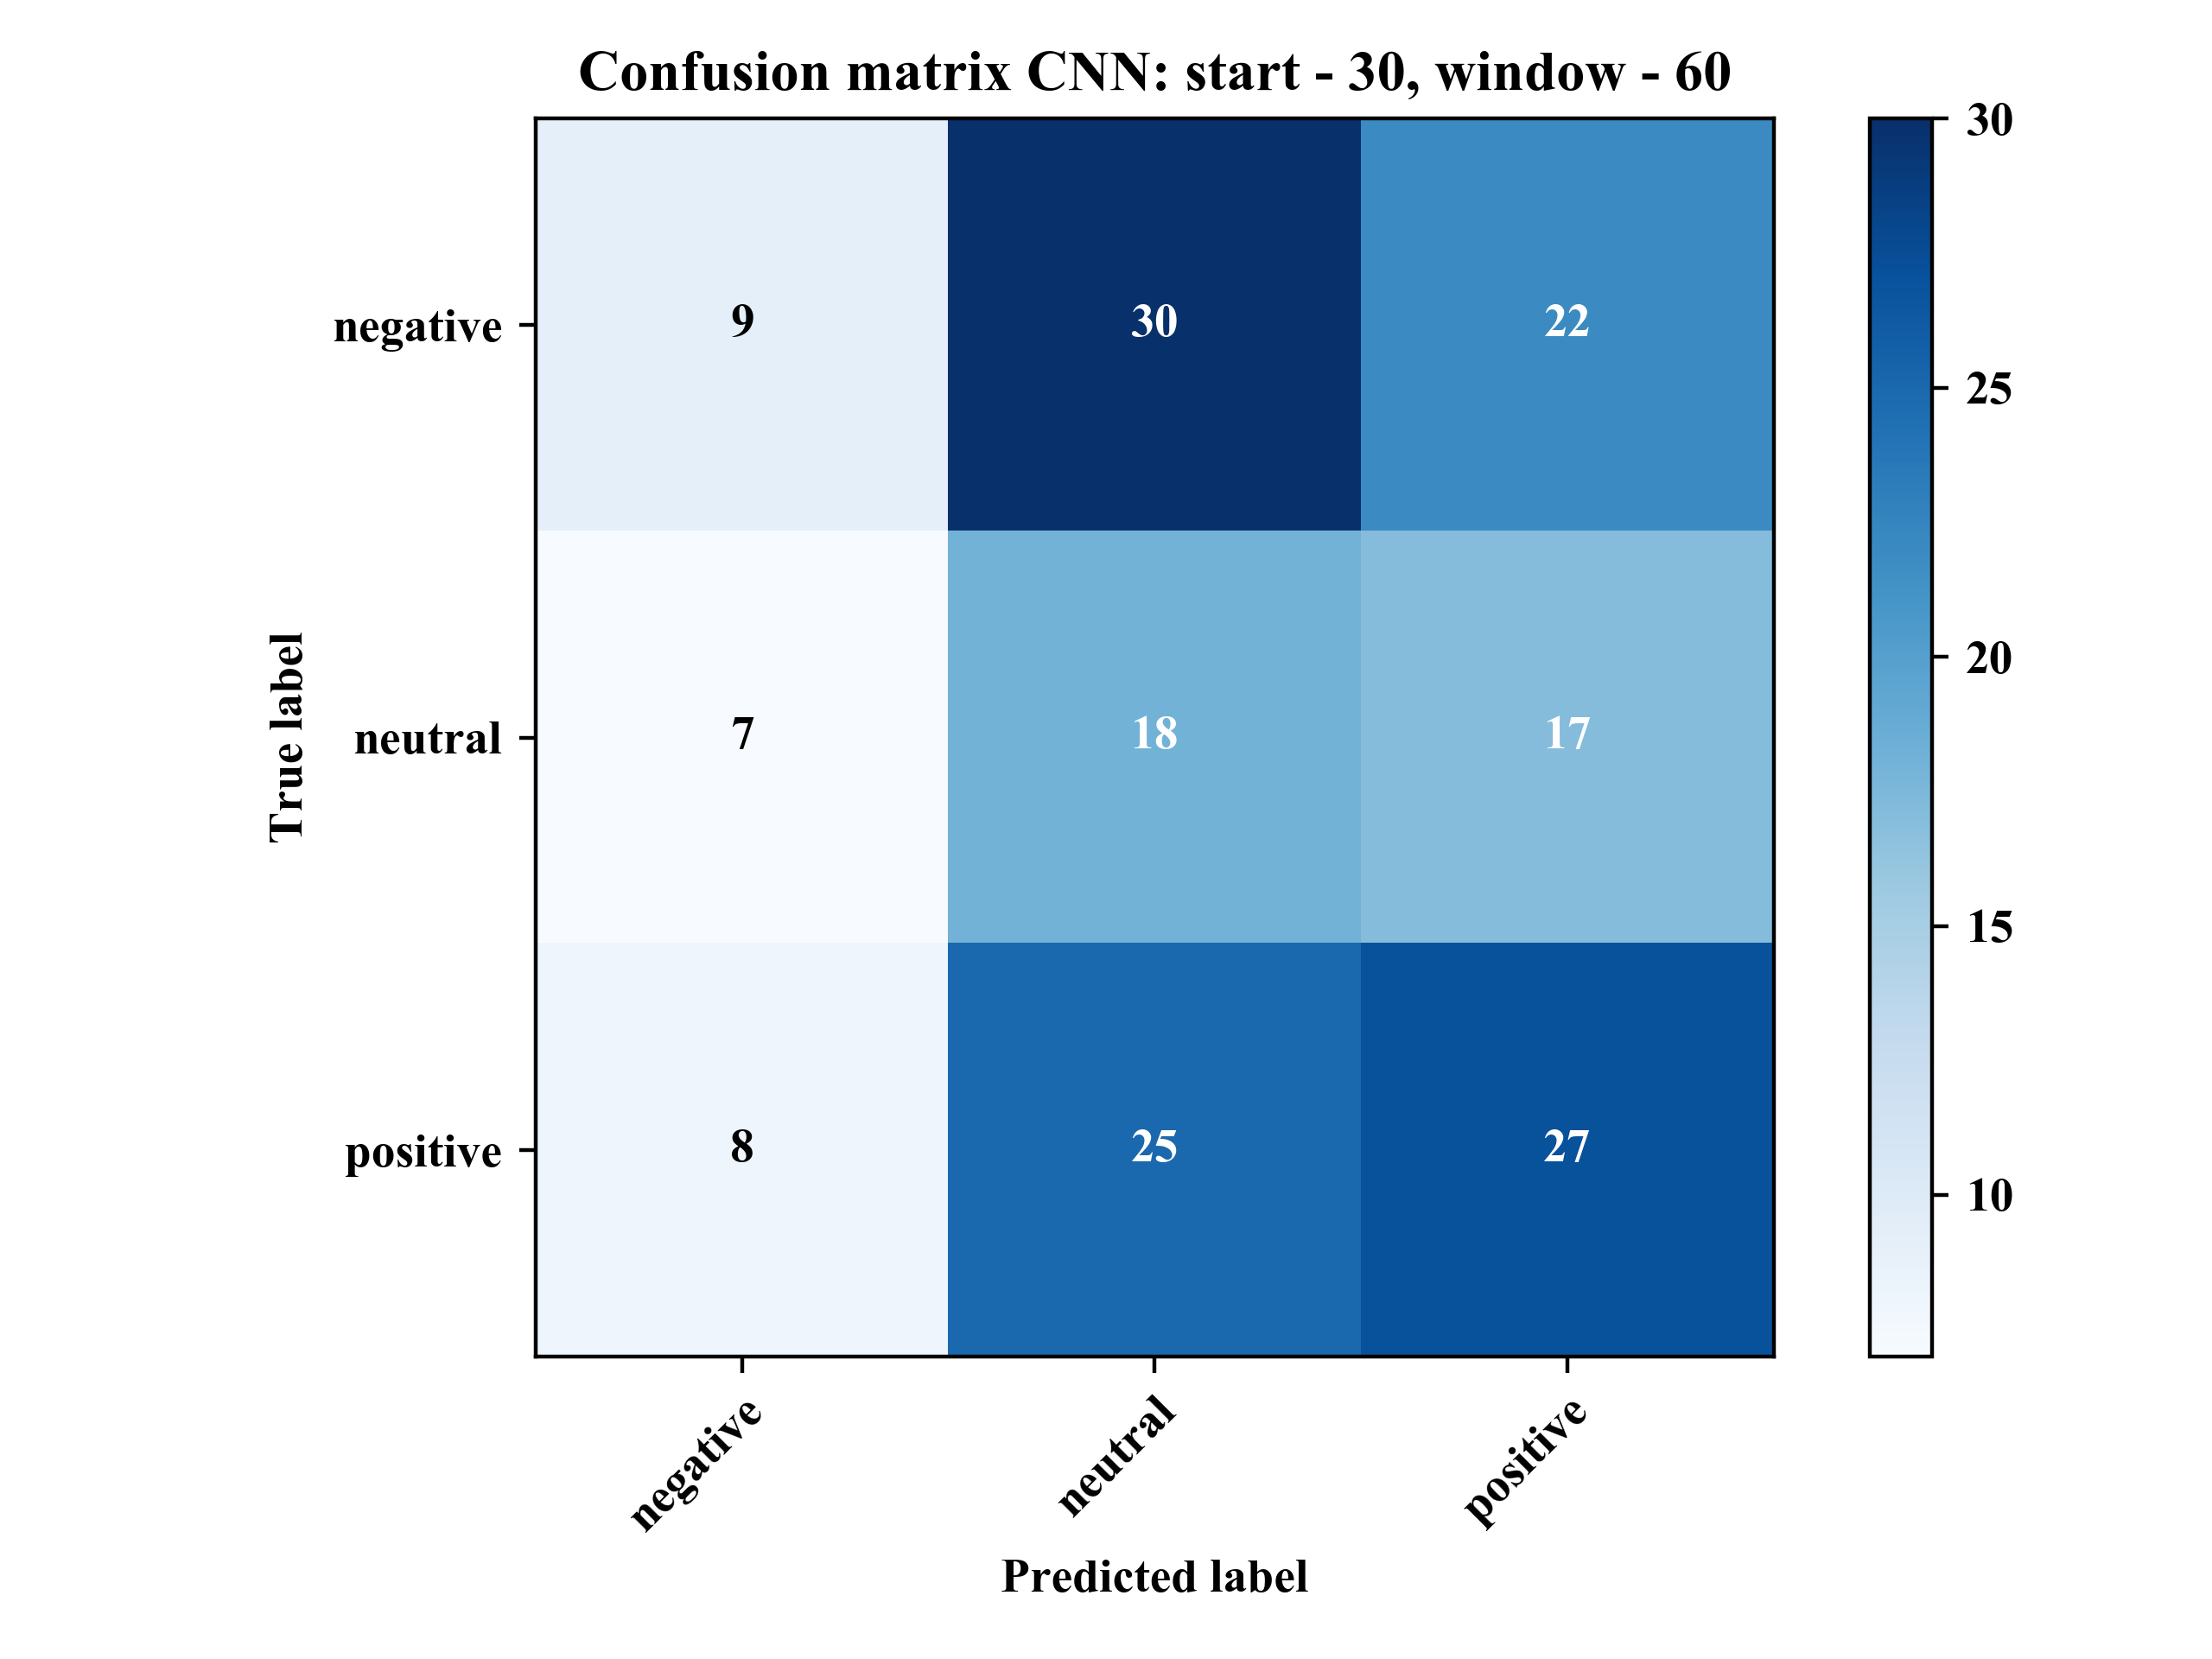 Confusion matrix CNN: start - 30, window - 60
True label
negative
neutral
positive
9 30 22
7 18 17
8 25 27
negative neutral positive
Predicted label
30
25
20
15
10